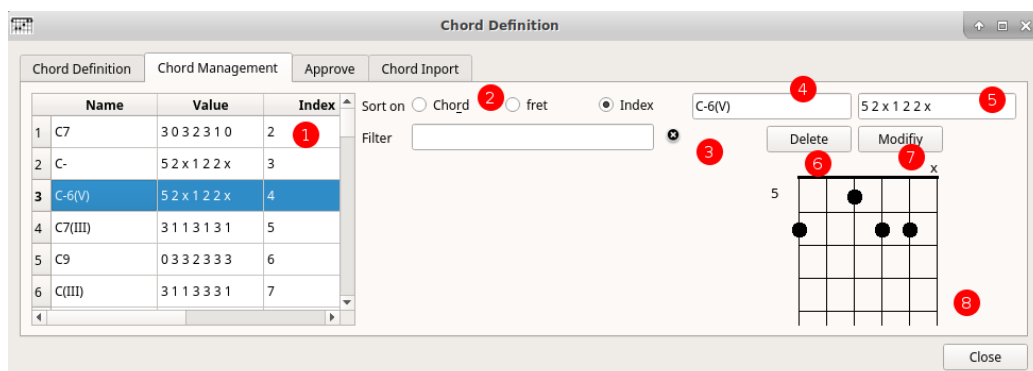 Chord Definition
Chord Definition Chord Management Approve Chord Inport
Name Value Index Sort on Chord 2 fret Index C-6(V) 4 5 2 x 1 2 2 x 5
1 C7 3 0 3 2 3 1 0 2 1 Filter 3 Delete Modifiy
2 C- 5 2 x 1 2 2 x 3 6 7
x
3 C-6(V) 5 2 x 1 2 2 x 4 5
4 C7(III) 3 1 1 3 1 3 1 5
5 C9 0 3 3 2 3 3 3 6
6 C(III) 3 1 1 3 3 3 1 7 8
Close